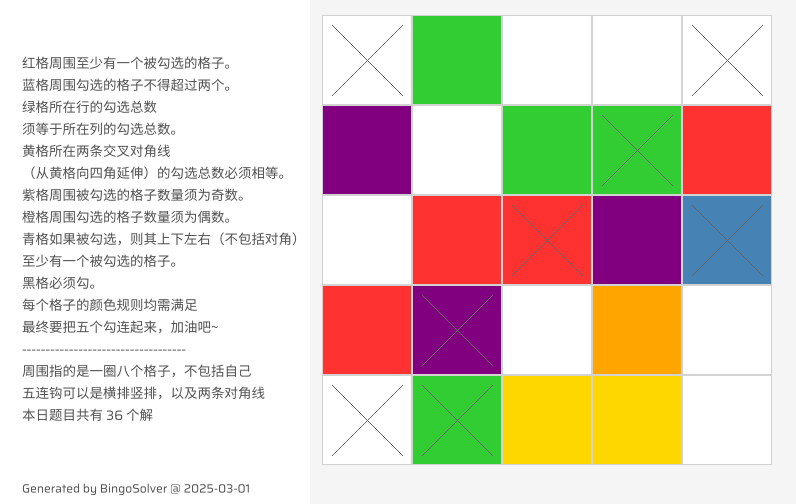 红格周围至少有一个被勾选的格子。
蓝格周围勾选的格子不得超过两个。
绿格所在行的勾选总数
须等于所在列的勾选总数。
黄格所在两条交叉对角线
（从黄格向四角延伸）的勾选总数必须相等。
紫格周围被勾选的格子数量须为奇数。
橙格周围勾选的格子数量须为偶数。
青格如果被勾选，则其上下左右（不包括对角）
至少有一个被勾选的格子。
黑格必须勾。
每个格子的颜色规则均需满足
最终要把五个勾连起来，加油吧~
----------------------------------
周围指的是一圈八个格子，不包括自己
五连钩可以是横排竖排，以及两条对角线
本日题目共有 36 个解
Generated by BingoSolver @ 2025-03-01